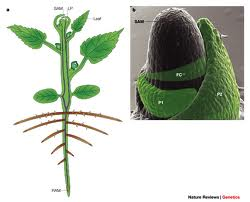 a
SAM LP
Leaf
RAM
b
SAM
FC
P1
P2
Nature Reviews | Genetics